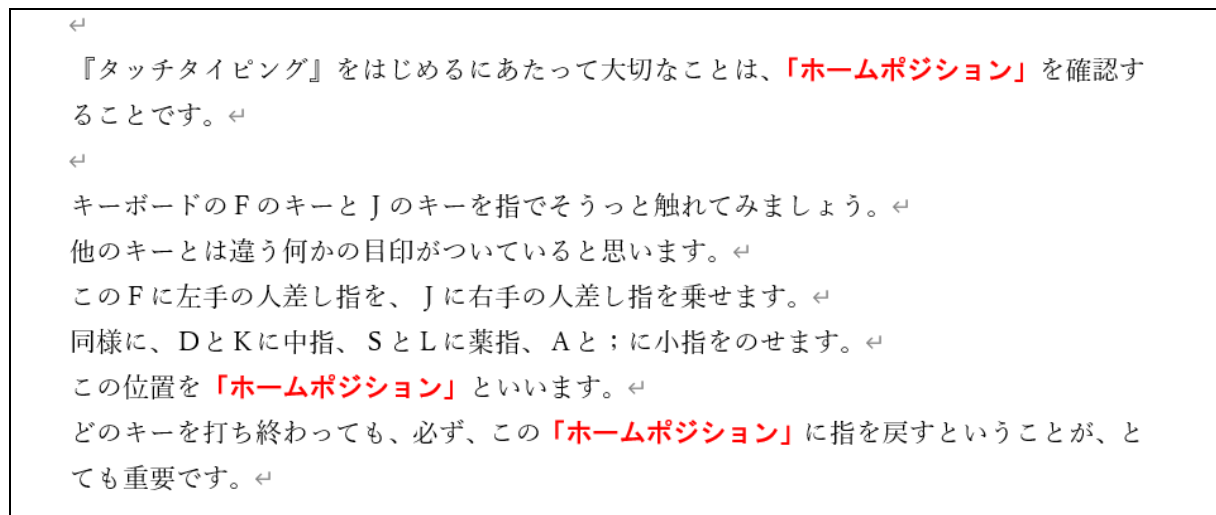 『タッチタイピング』をはじめるにあたって大切なことは、「ホームポジション」を確認す
ることです。↵
キーボードのFのキーとJのキーを指でそうっと触れてみましょう。↵
他のキーとは違う何かの目印がついていると思います。↵
このFに左手の人差し指を、Jに右手の人差し指を乗せます。↵
同様に、DとKに中指、SとLに薬指、Aと;に小指をのせます。↵
この位置を「ホームポジション」といいます。↵
どのキーを打ち終わっても、必ず、この「ホームポジション」に指を戻すということが、と
ても重要です。↵